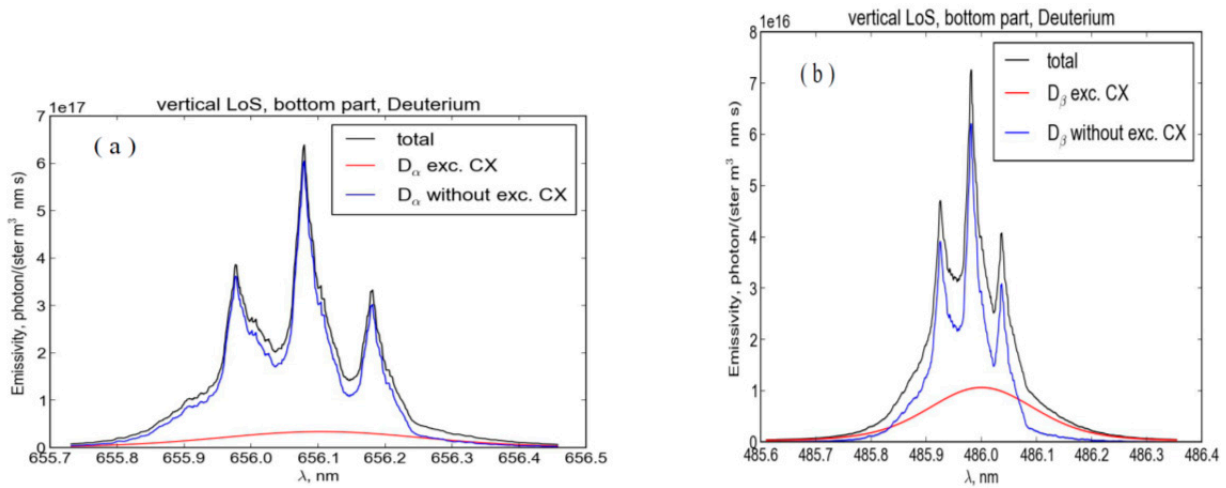 1e17
vertical LoS, bottom part, Deuterium
( a )
total
Dα exc. CX
Dα without exc. CX
Emissivity, photon/(ster m³ nm s)
7
6
5
4
3
2
1
0
655.7 655.8 655.9 656.0 656.1 656.2 656.3 656.4 656.5
λ, nm
1e16
vertical LoS, bottom part, Deuterium
( b )
total
Dβ exc. CX
Dβ without exc. CX
Emissivity, photon/(ster m³ nm s)
8
7
6
5
4
3
2
1
0
485.6 485.7 485.8 485.9 486.0 486.1 486.2 486.3 486.4
λ, nm